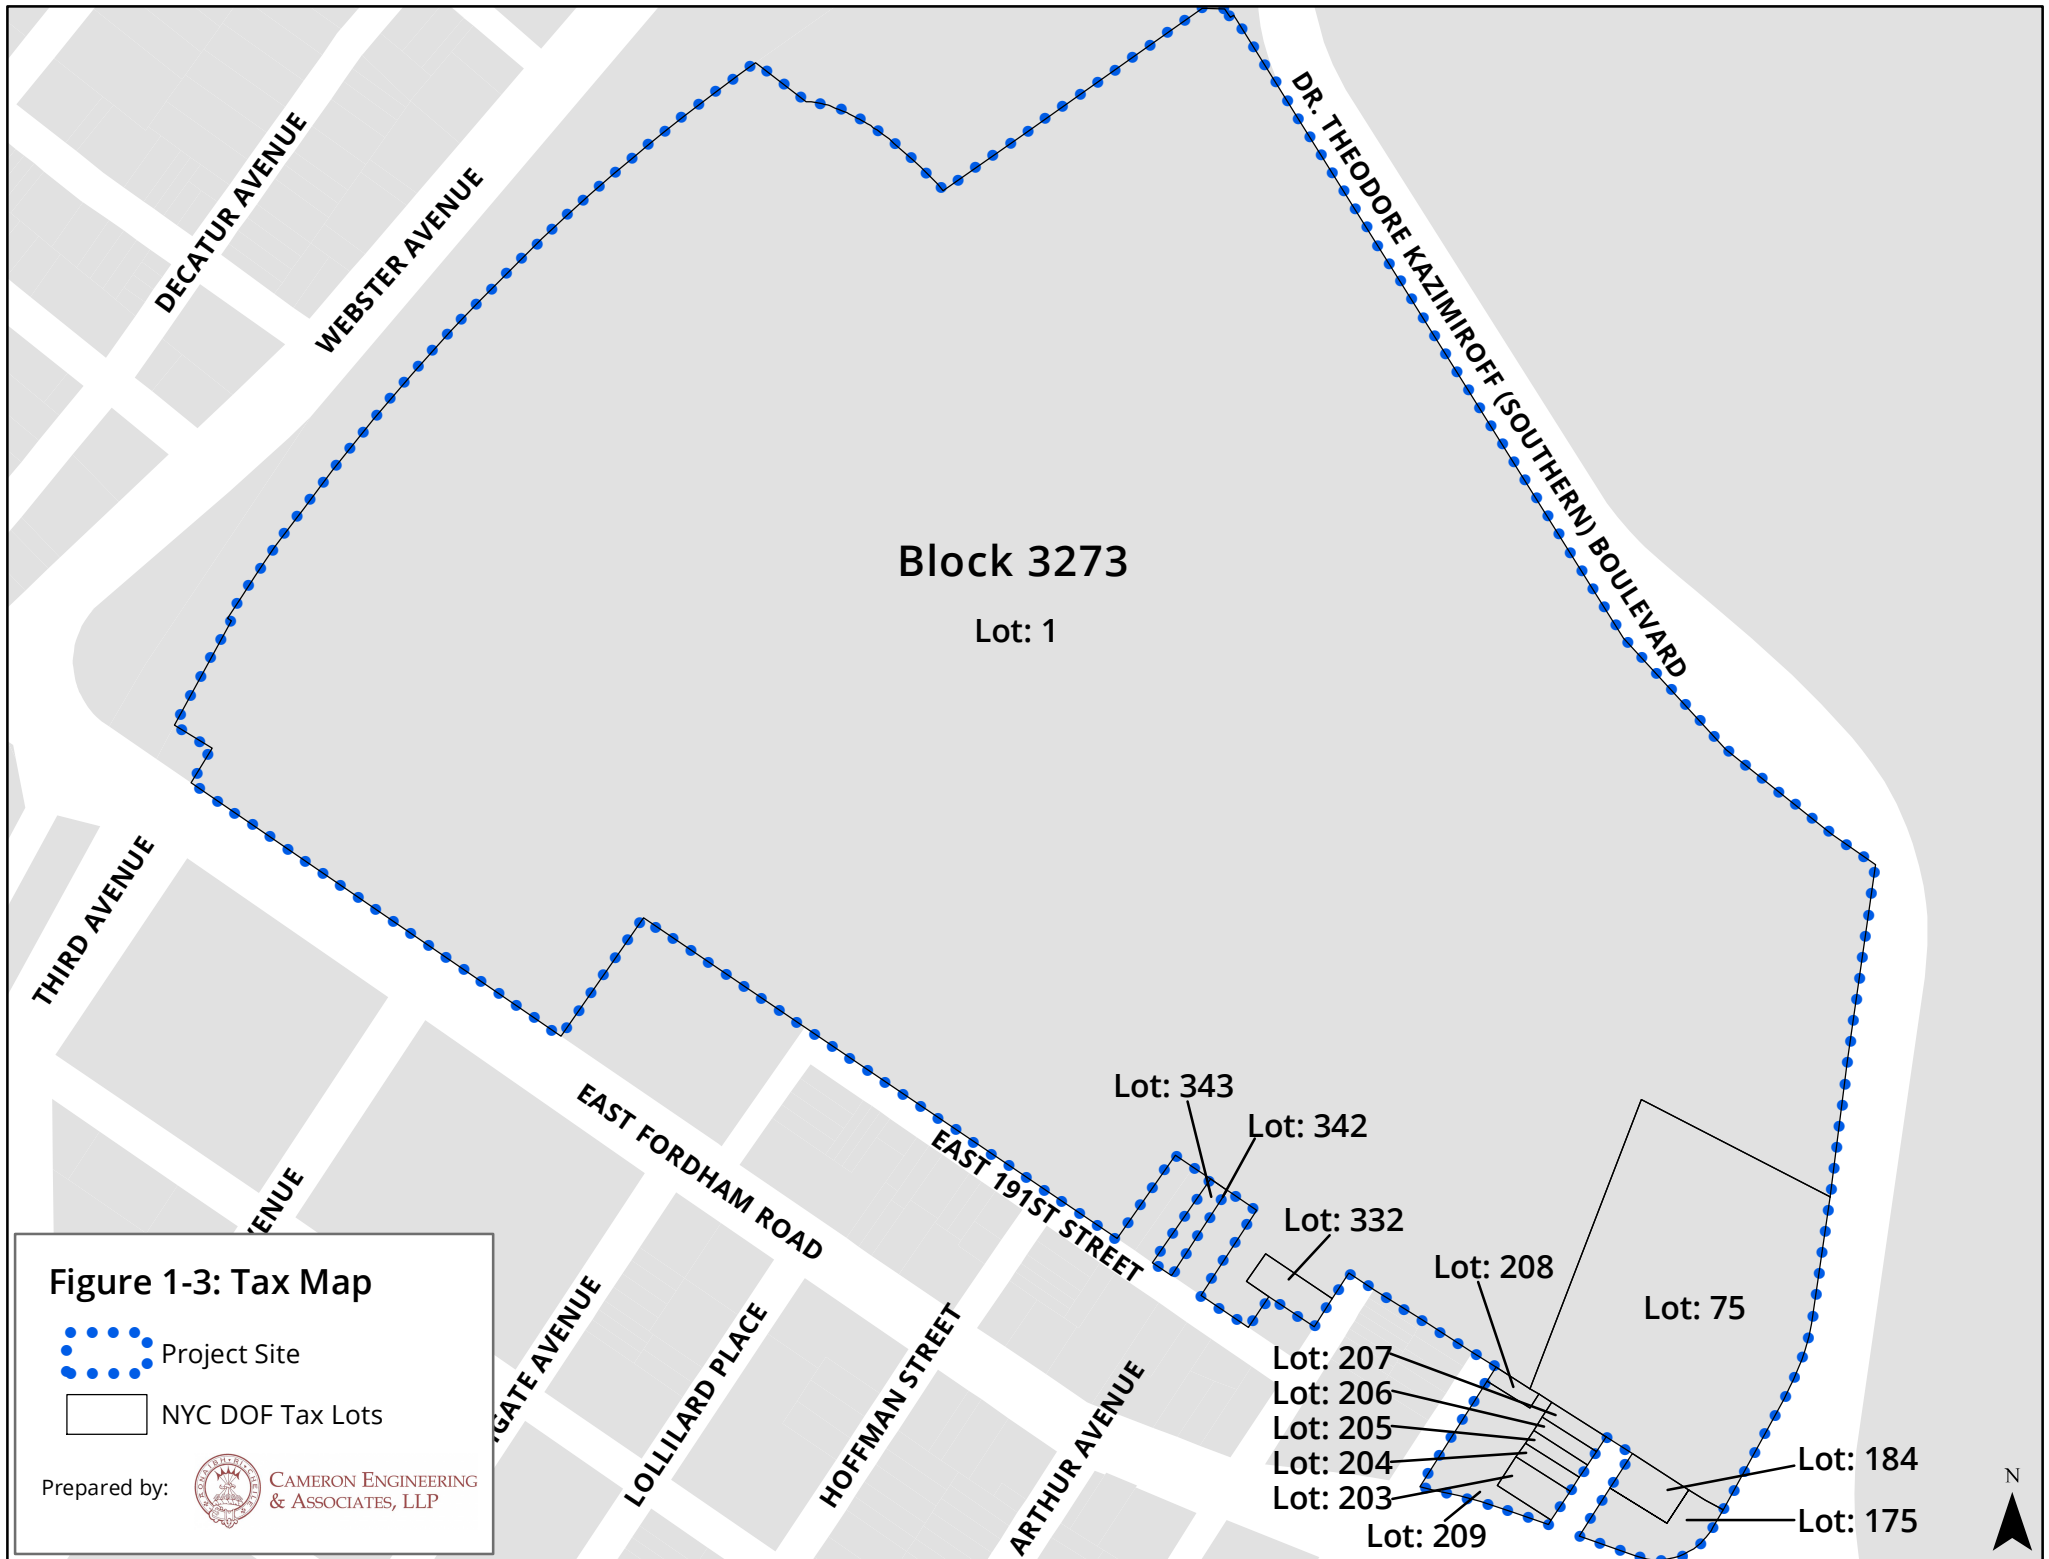 DR. THEODORE KAZIMIROFF (SOUTHERN) BOULEVARD
DECATUR AVENUE
WEBSTER AVENUE
Block 3273
Lot: 1
THIRD AVENUE
EAST FORDHAM ROAD
EAST 191ST STREET
Lot: 343
Lot: 342
Lot: 332
Lot: 208
Lot: 75
Lot: 207
Lot: 206
Lot: 205
Lot: 204
Lot: 203
Lot: 209
Lot: 184
Lot: 175
ENUE
GATE AVENUE
LOLLILARD PLACE
HOFFMAN STREET
ARTHUR AVENUE
Figure 1-3: Tax Map
Project Site
NYC DOF Tax Lots
Prepared by:
CAMERON ENGINEERING
& ASSOCIATES, LLP
N